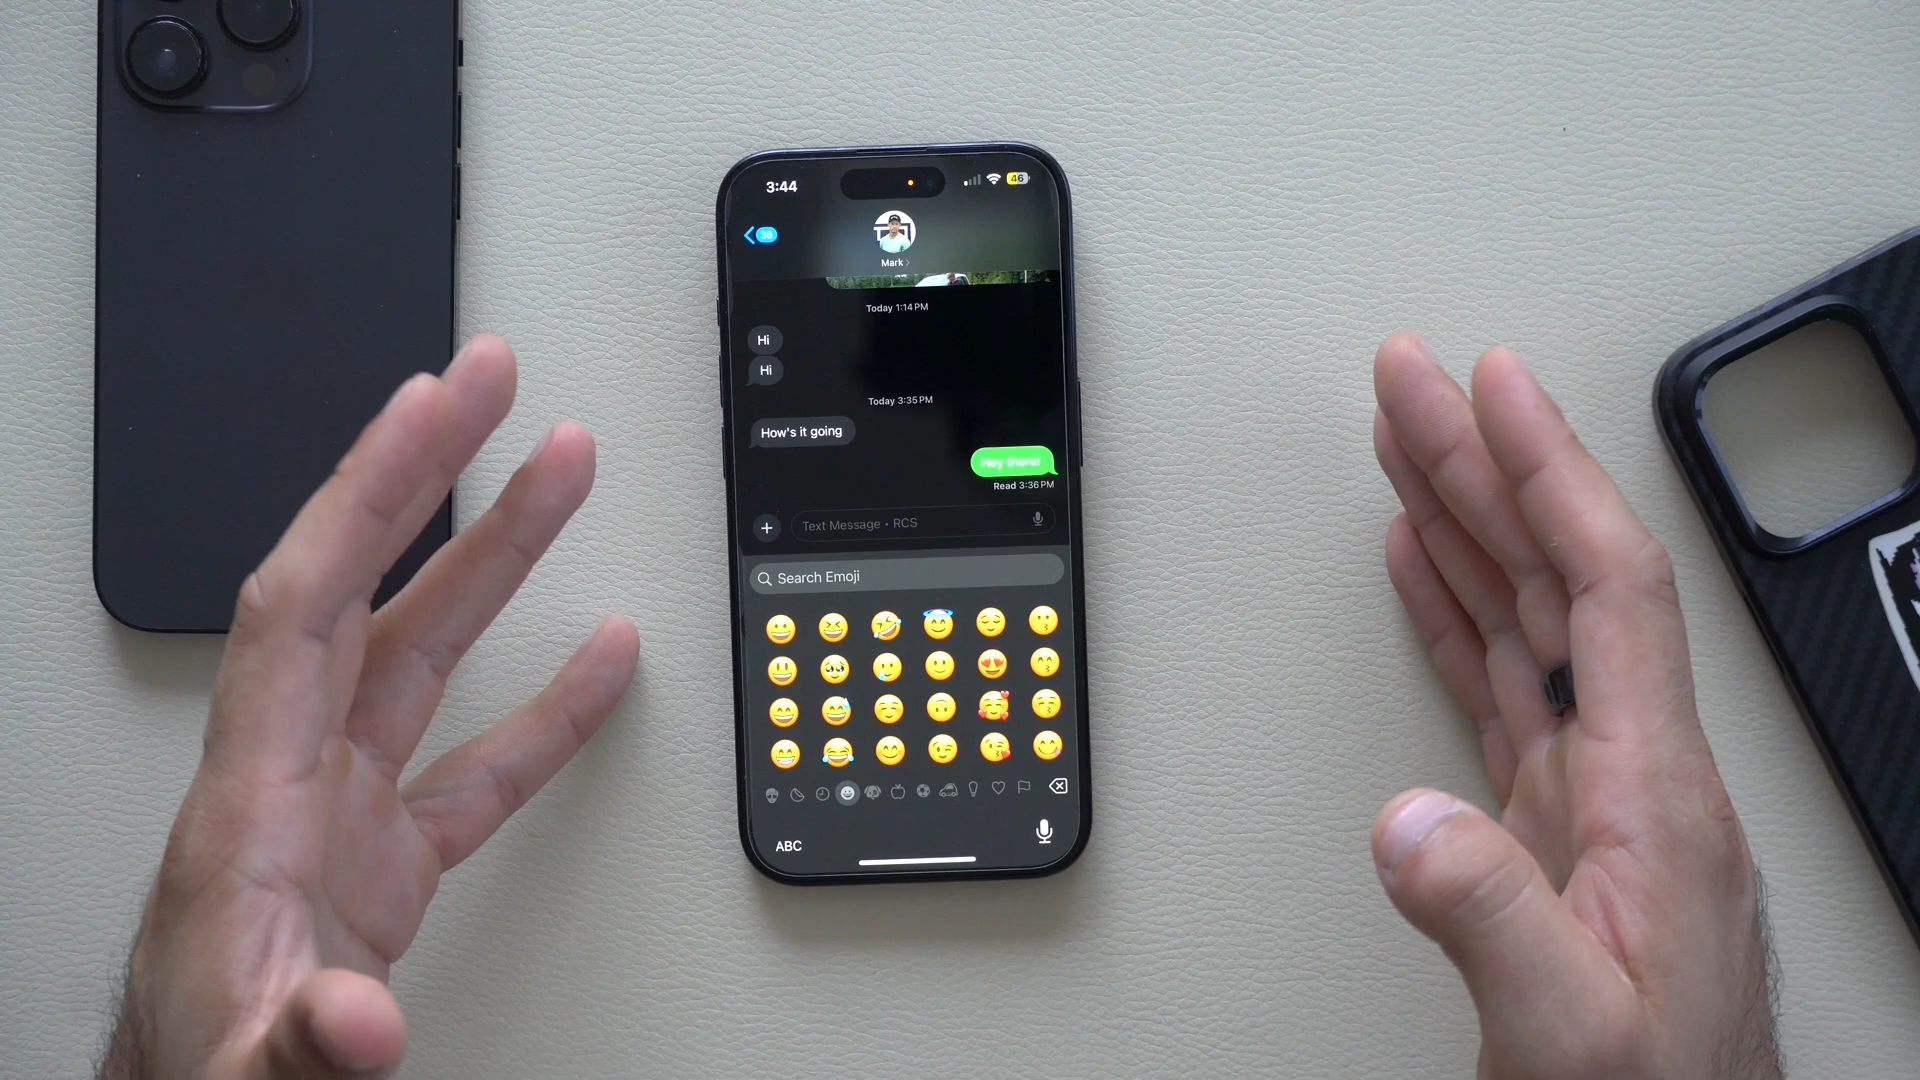 3:44
46
36
Mark
Today 1:14 PM
Hi
Hi
Today 3:35 PM
How's it going
Hey there!
Read 3:36 PM
Text Message • RCS
Search Emoji
ABC